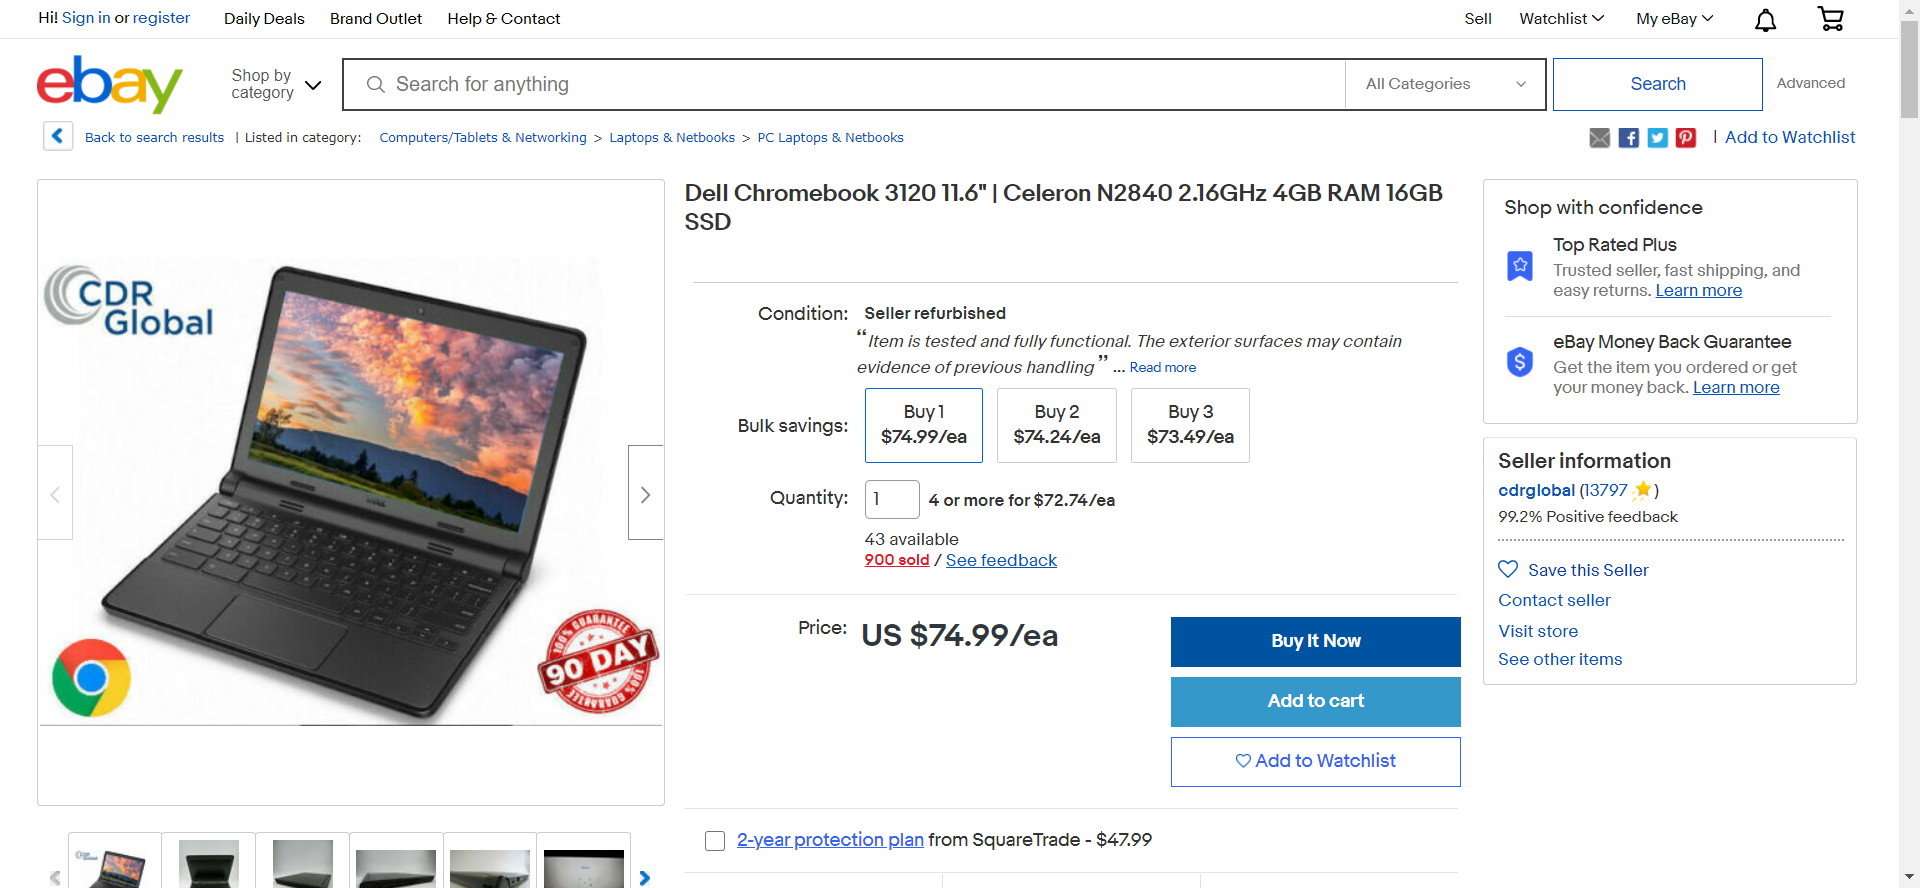 Hi! Sign in or register
Daily Deals
Brand Outlet
Help & Contact
Sell
Watchlist
My eBay
ebay
Shop by
category
Search for anything
All Categories
Search
Advanced
Back to search results
| Listed in category:
Computers/Tablets & Networking > Laptops & Netbooks > PC Laptops & Netbooks
| Add to Watchlist
CDR
Global
DELL
100% GUARANTEE
90 DAY
GUARANTEE
Dell Chromebook 3120 11.6" | Celeron N2840 2.16GHz 4GB RAM 16GB
SSD
Condition: Seller refurbished
“Item is tested and fully functional. The exterior surfaces may contain
evidence of previous handling” ... Read more
Bulk savings:
Buy 1
$74.99/ea
Buy 2
$74.24/ea
Buy 3
$73.49/ea
Quantity: 1 4 or more for $72.74/ea
43 available
900 sold / See feedback
Price: US $74.99/ea
Buy It Now
Add to cart
Add to Watchlist
2-year protection plan from SquareTrade - $47.99
Shop with confidence
Top Rated Plus
Trusted seller, fast shipping, and
easy returns. Learn more
eBay Money Back Guarantee
Get the item you ordered or get
your money back. Learn more
Seller information
cdrglobal (13797 )
99.2% Positive feedback
Save this Seller
Contact seller
Visit store
See other items
CDR
Global